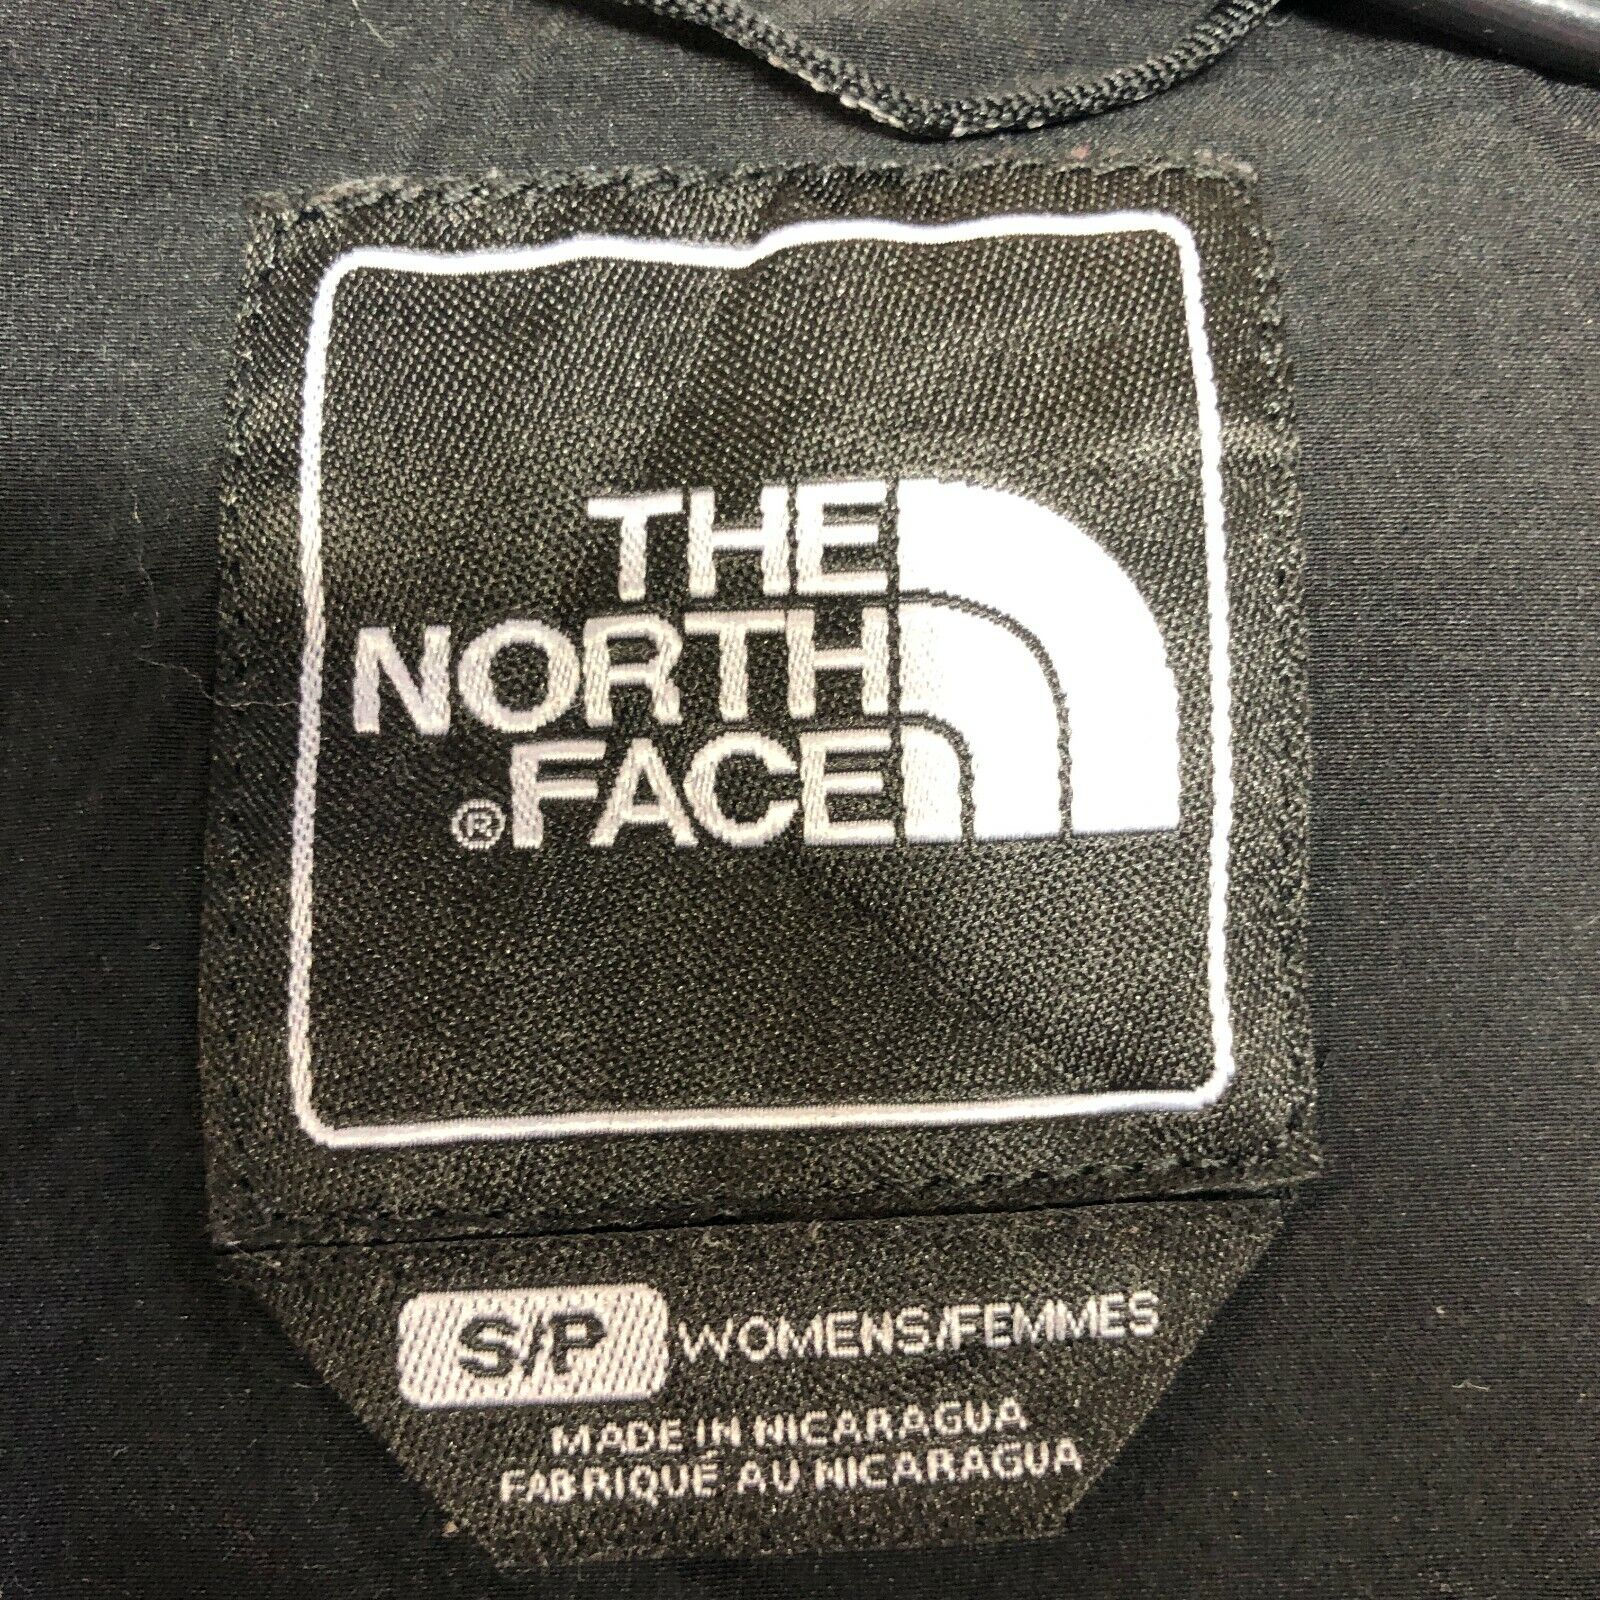 THE
NORTH
®FACE
S/P WOMENS/FEMMES
MADE IN NICARAGUA
FABRIQUÉ AU NICARAGUA